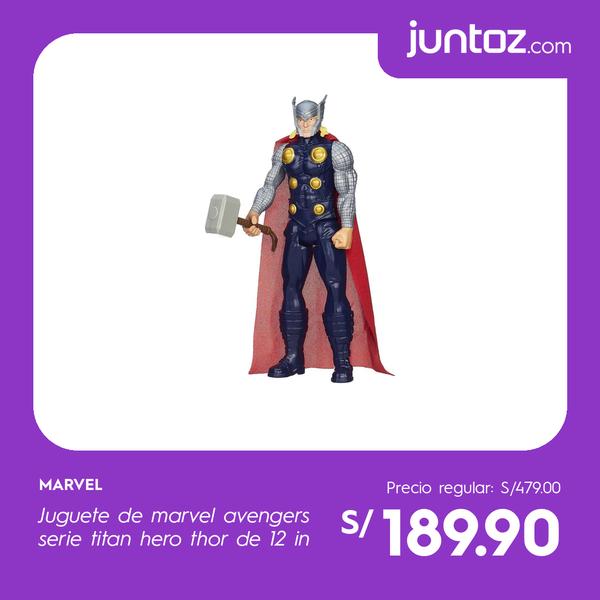 juntoz.com
MARVEL
Juguete de marvel avengers
serie titan hero thor de 12 in
Precio regular: S/479.00
S/189.90